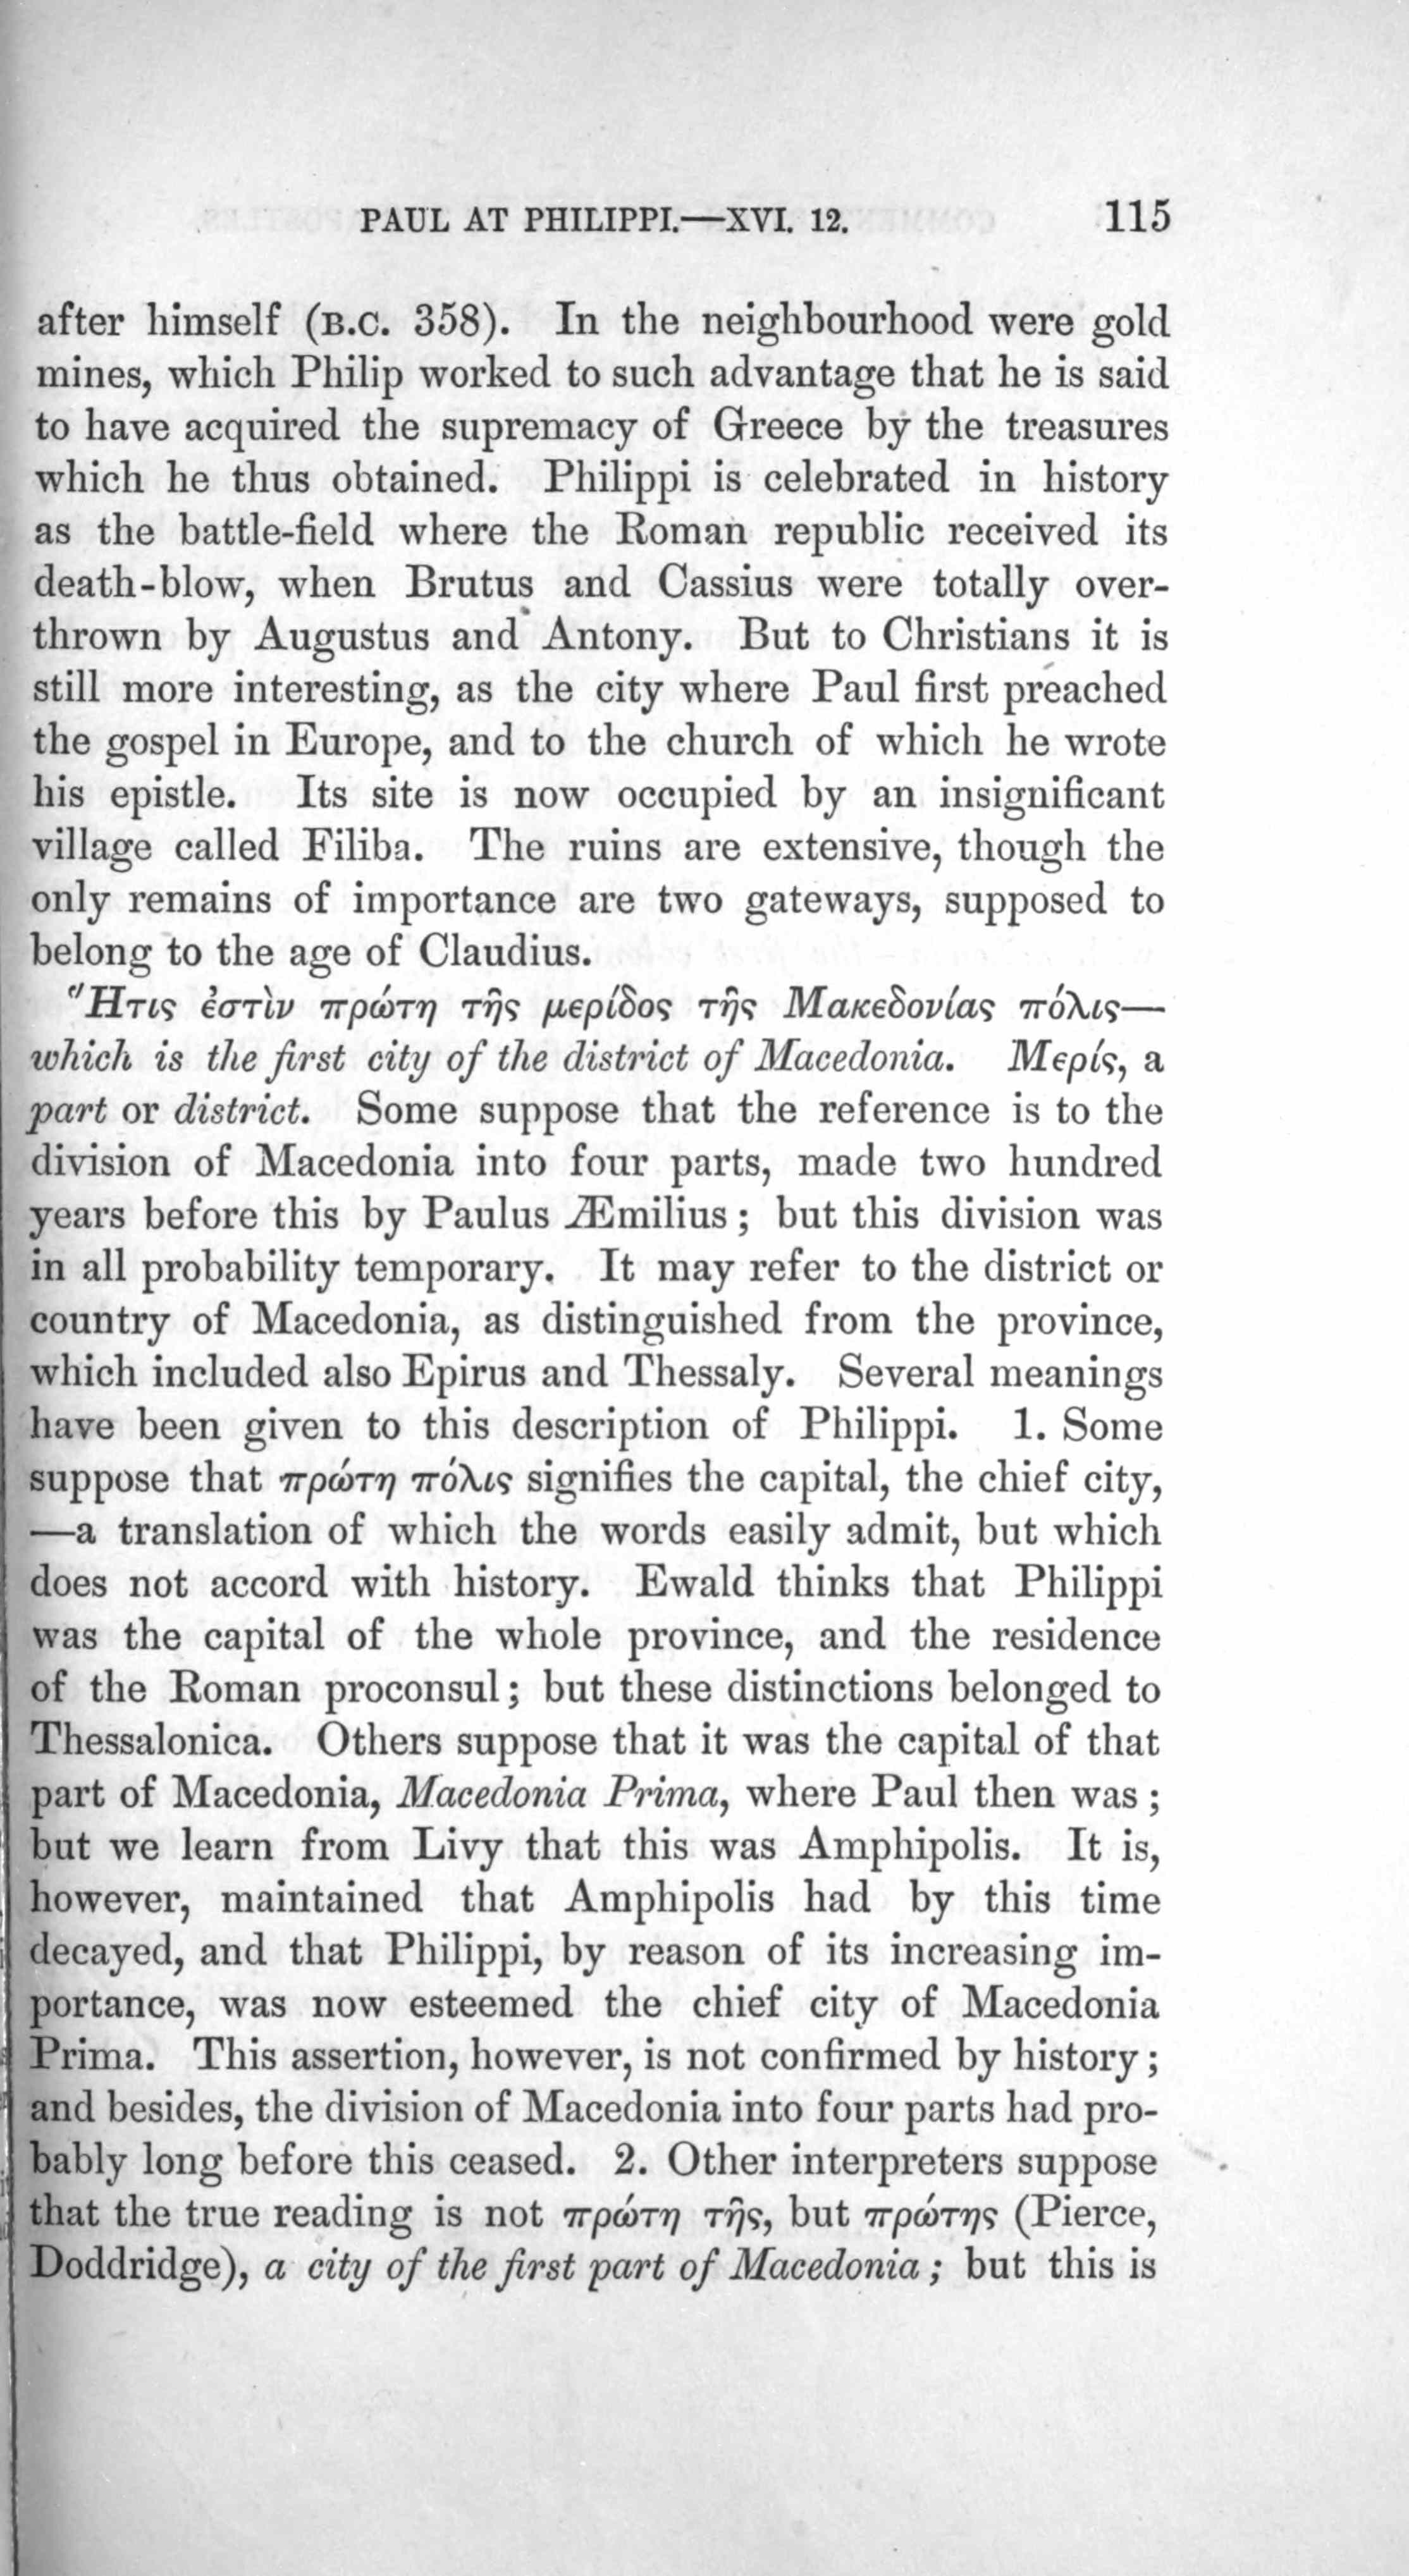 PAUL AT PHILIPPI.—XVI. 12. 115
after himself (B.C. 358). In the neighbourhood were gold
mines, which Philip worked to such advantage that he is said
to have acquired the supremacy of Greece by the treasures
which he thus obtained. Philippi is celebrated in history
as the battle-field where the Roman republic received its
death-blow, when Brutus and Cassius were totally over-
thrown by Augustus and Antony. But to Christians it is
still more interesting, as the city where Paul first preached
the gospel in Europe, and to the church of which he wrote
his epistle. Its site is now occupied by an insignificant
village called Filiba. The ruins are extensive, though the
only remains of importance are two gateways, supposed to
belong to the age of Claudius.
Ἥτις ἐστὶν πρώτη τῆς μερίδος τῆς Μακεδονίας πόλις—
which is the first city of the district of Macedonia. Μερίς, a
part or district. Some suppose that the reference is to the
division of Macedonia into four parts, made two hundred
years before this by Paulus Æmilius; but this division was
in all probability temporary. It may refer to the district or
country of Macedonia, as distinguished from the province,
which included also Epirus and Thessaly. Several meanings
have been given to this description of Philippi. 1. Some
suppose that πρώτη πόλις signifies the capital, the chief city,
—a translation of which the words easily admit, but which
does not accord with history. Ewald thinks that Philippi
was the capital of the whole province, and the residence
of the Roman proconsul; but these distinctions belonged to
Thessalonica. Others suppose that it was the capital of that
part of Macedonia, Macedonia Prima, where Paul then was;
but we learn from Livy that this was Amphipolis. It is,
however, maintained that Amphipolis had by this time
decayed, and that Philippi, by reason of its increasing im-
portance, was now esteemed the chief city of Macedonia
Prima. This assertion, however, is not confirmed by history;
and besides, the division of Macedonia into four parts had pro-
bably long before this ceased. 2. Other interpreters suppose
that the true reading is not πρώτη τῆς, but πρώτης (Pierce,
Doddridge), a city of the first part of Macedonia; but this is